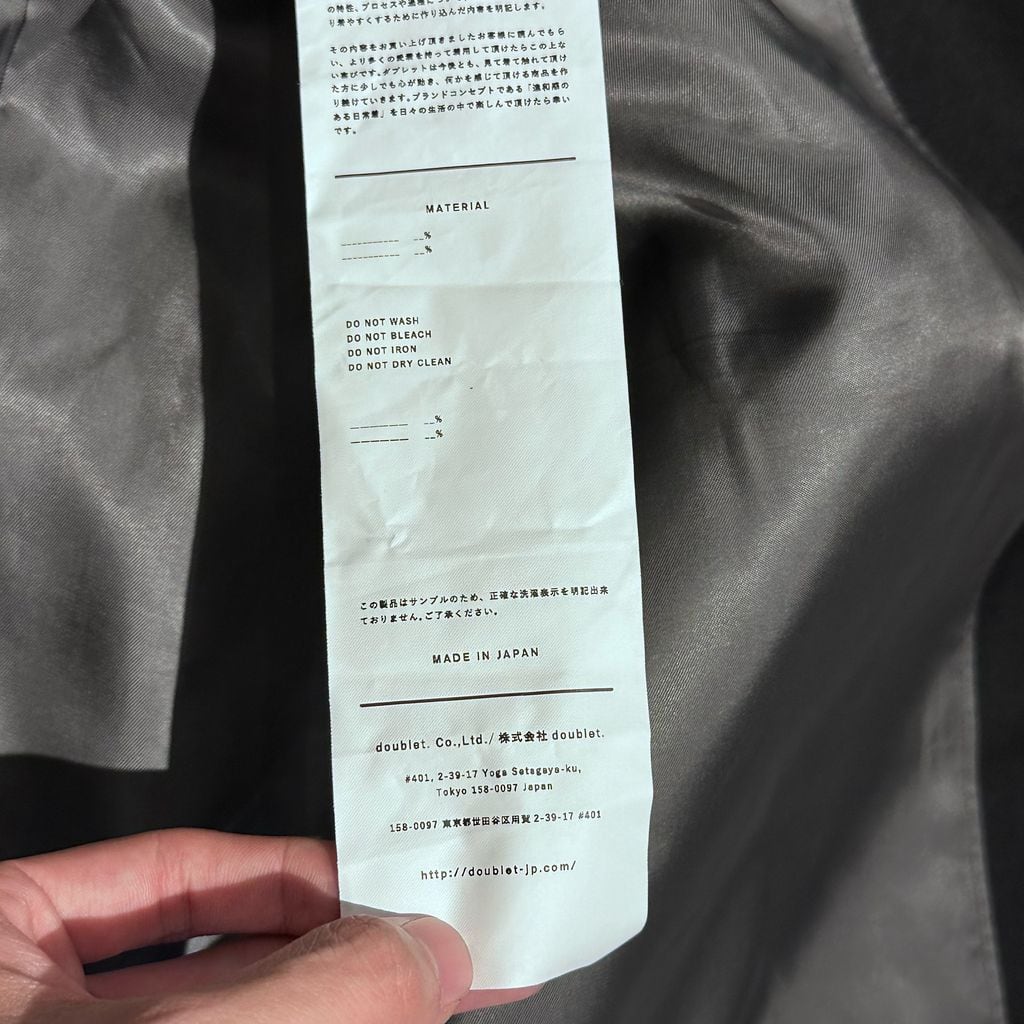 の特性、プロセスや
り着やすくするために作り込んだ内容を明記します。
その内容をお買い上げ頂きましたお客様に読んでもら
い、より多くの愛着を持って着用して頂けたらこの上な
い喜びです。ダブレットは今後とも、見て着て触れて頂け
た方に少しでも心が動き、何かを感じて頂ける商品を作
り続けていきます。ブランドコンセプトである「違和感の
ある日常着」を日々の生活の中で楽しんで頂けたら幸い
です。
MATERIAL
___________ __%
___________ __%
DO NOT WASH
DO NOT BLEACH
DO NOT IRON
DO NOT DRY CLEAN
_______ __%
_______ __%
この製品はサンプルのため、正確な洗濯表示を明記出来
ておりません。ご了承ください。
MADE IN JAPAN
doublet. Co.,Ltd./ 株式会社 doublet.
#401, 2-39-17 Yoga Setagaya-ku,
Tokyo 158-0097 Japan
158-0097 東京都世田谷区用賀 2-39-17 #401
http://doublet-jp.com/